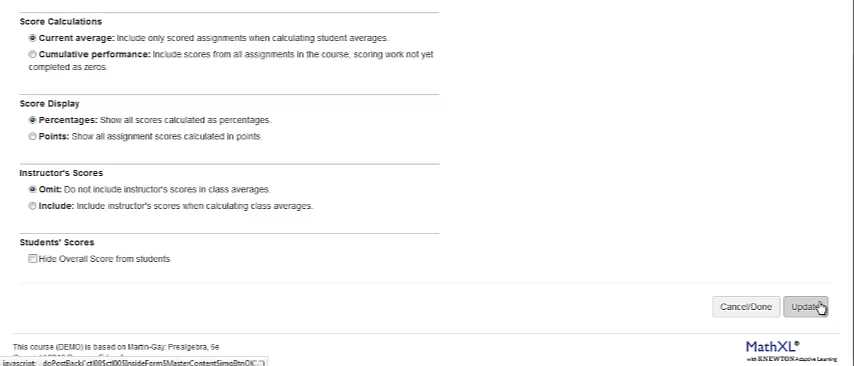 Score Calculations
Current average: Include only scored assignments when calculating student averages.
Cumulative performance: Include scores from all assignments in the course, scoring work not yet
completed as zeros.
Score Display
Percentages: Show all scores calculated as percentages.
Points: Show all assignment scores calculated in points.
Instructor's Scores
Omit: Do not include instructor's scores in class averages.
Include: Include instructor's scores when calculating class averages.
Students' Scores
Hide Overall Score from students
Cancel/Done Update
This course (DEMO) is based on Martin-Gay: Prealgebra, 6e
MathXL®
with KNEWTON Adaptive Learning